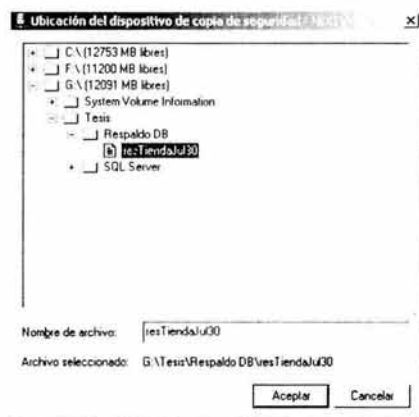 Ubicación del dispositivo de copia de seguridad
C:\ (12753 MB libres)
F:\ (11200 MB libres)
G:\ (12091 MB libres)
System Volume Information
Tesis
Respaldo DB
resTiendaJul30
SQL Server
Nombre de archivo: resTiendaJul30
Archivo seleccionado: G:\Tesis\Respaldo DB\resTiendaJul30
Aceptar Cancelar